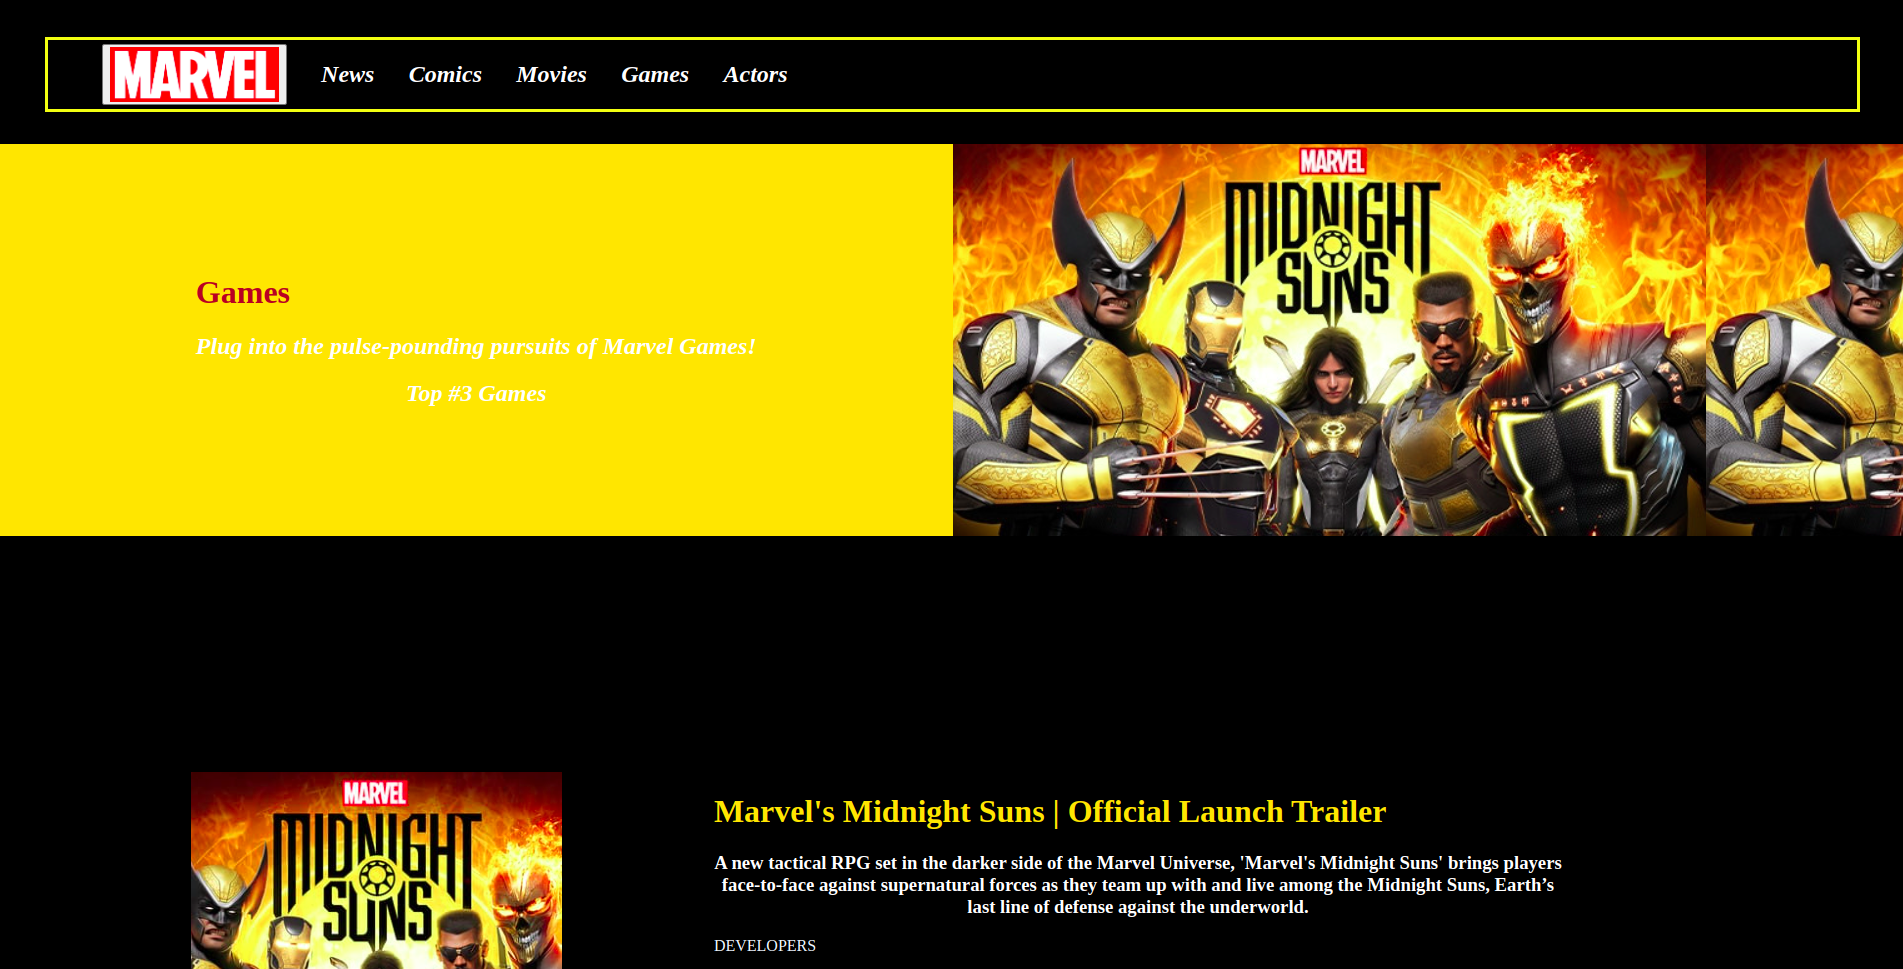 MARVEL News Comics Movies Games Actors
MARVEL
MIDNIGHT
SUNS
Games
Plug into the pulse-pounding pursuits of Marvel Games!
Top #3 Games
MARVEL
MIDNIGHT
SUNS
Marvel's Midnight Suns | Official Launch Trailer
A new tactical RPG set in the darker side of the Marvel Universe, 'Marvel's Midnight Suns' brings players
face-to-face against supernatural forces as they team up with and live among the Midnight Suns, Earth’s
last line of defense against the underworld.
DEVELOPERS